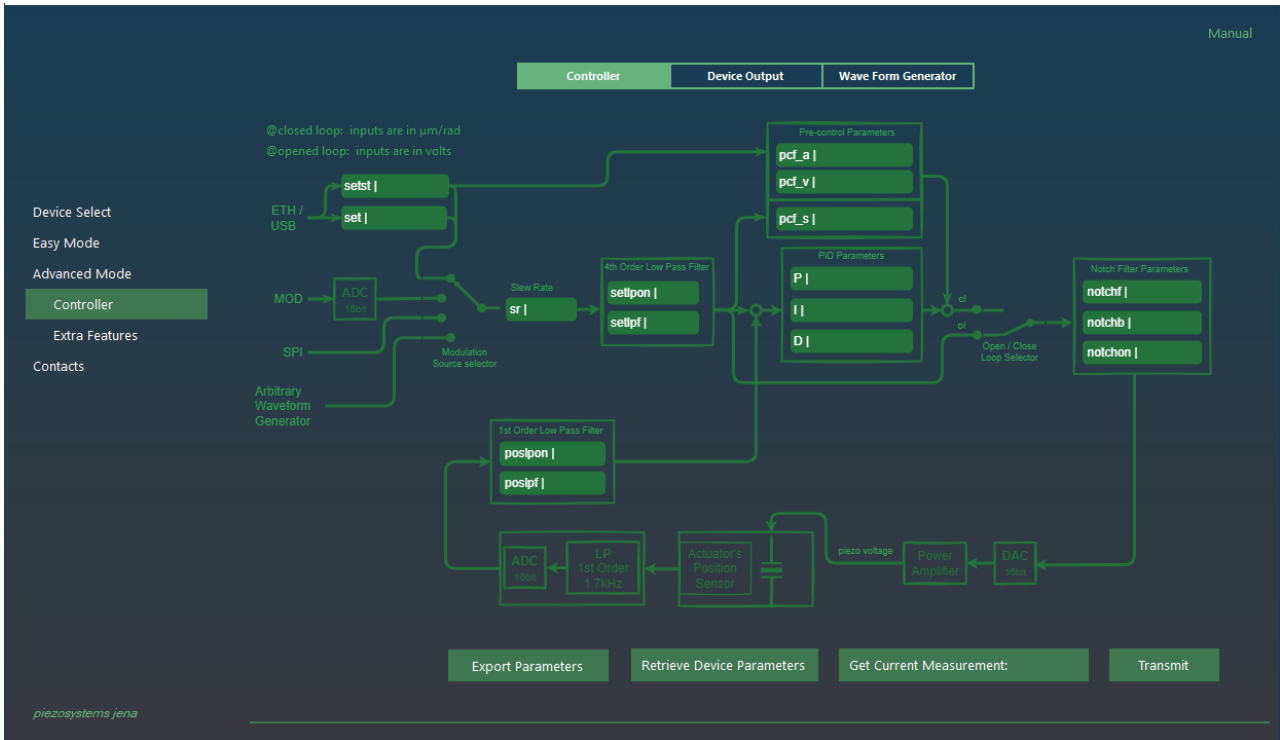 Manual
Controller
Device Output
Wave Form Generator
@closed loop: inputs are in µm/rad
@opened loop: inputs are in volts
Device Select
Easy Mode
Advanced Mode
Controller
Extra Features
Contacts
ETH /
USB
setst |
set |
MOD
ADC
16bit
SPI
Arbitrary
Waveform
Generator
Modulation
Source selector
Slew Rate
sr |
4th Order Low Pass Filter
setlpon |
setlpf |
Pre-control Parameters
pcf_a |
pcf_v |
pcf_s |
PID Parameters
P |
I |
D |
cl
ol
Open / Close
Loop Selector
Notch Filter Parameters
notchf |
notchb |
notchon |
1st Order Low Pass Filter
poslpon |
poslpf |
ADC
16bit
LP
1st Order
1.7kHz
Actuator's
Position
Sensor
piezo voltage
Power
Amplifier
DAC
16bit
Export Parameters
Retrieve Device Parameters
Get Current Measurement:
Transmit
piezosystems jena